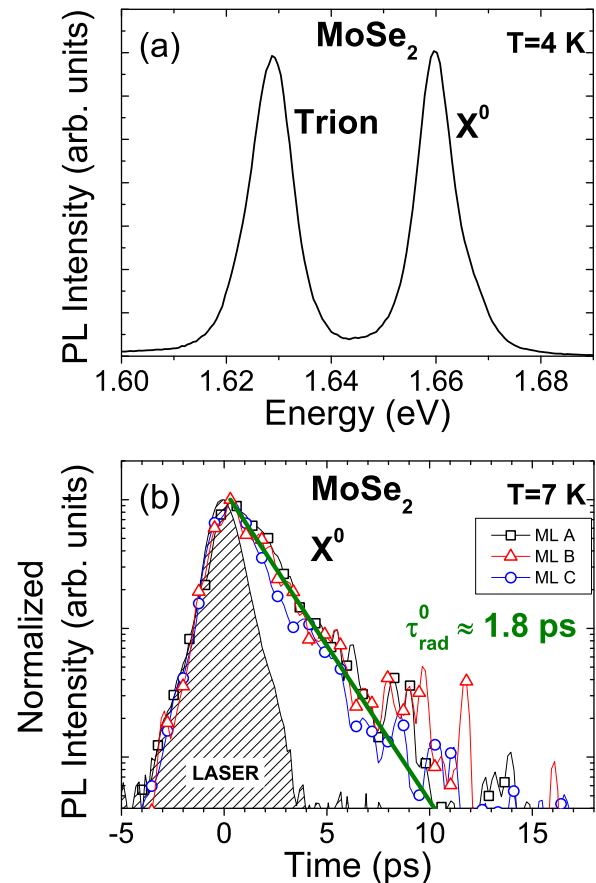 (a) MoSe₂ T=4 K
Trion X⁰
PL Intensity (arb. units)
1.60 1.62 1.64 1.66 1.68
Energy (eV)
(b) MoSe₂ T=7 K
X⁰
ML A
ML B
ML C
τ⁰rad ≈ 1.8 ps
LASER
Normalized
PL Intensity (arb. units)
-5 0 5 10 15
Time (ps)